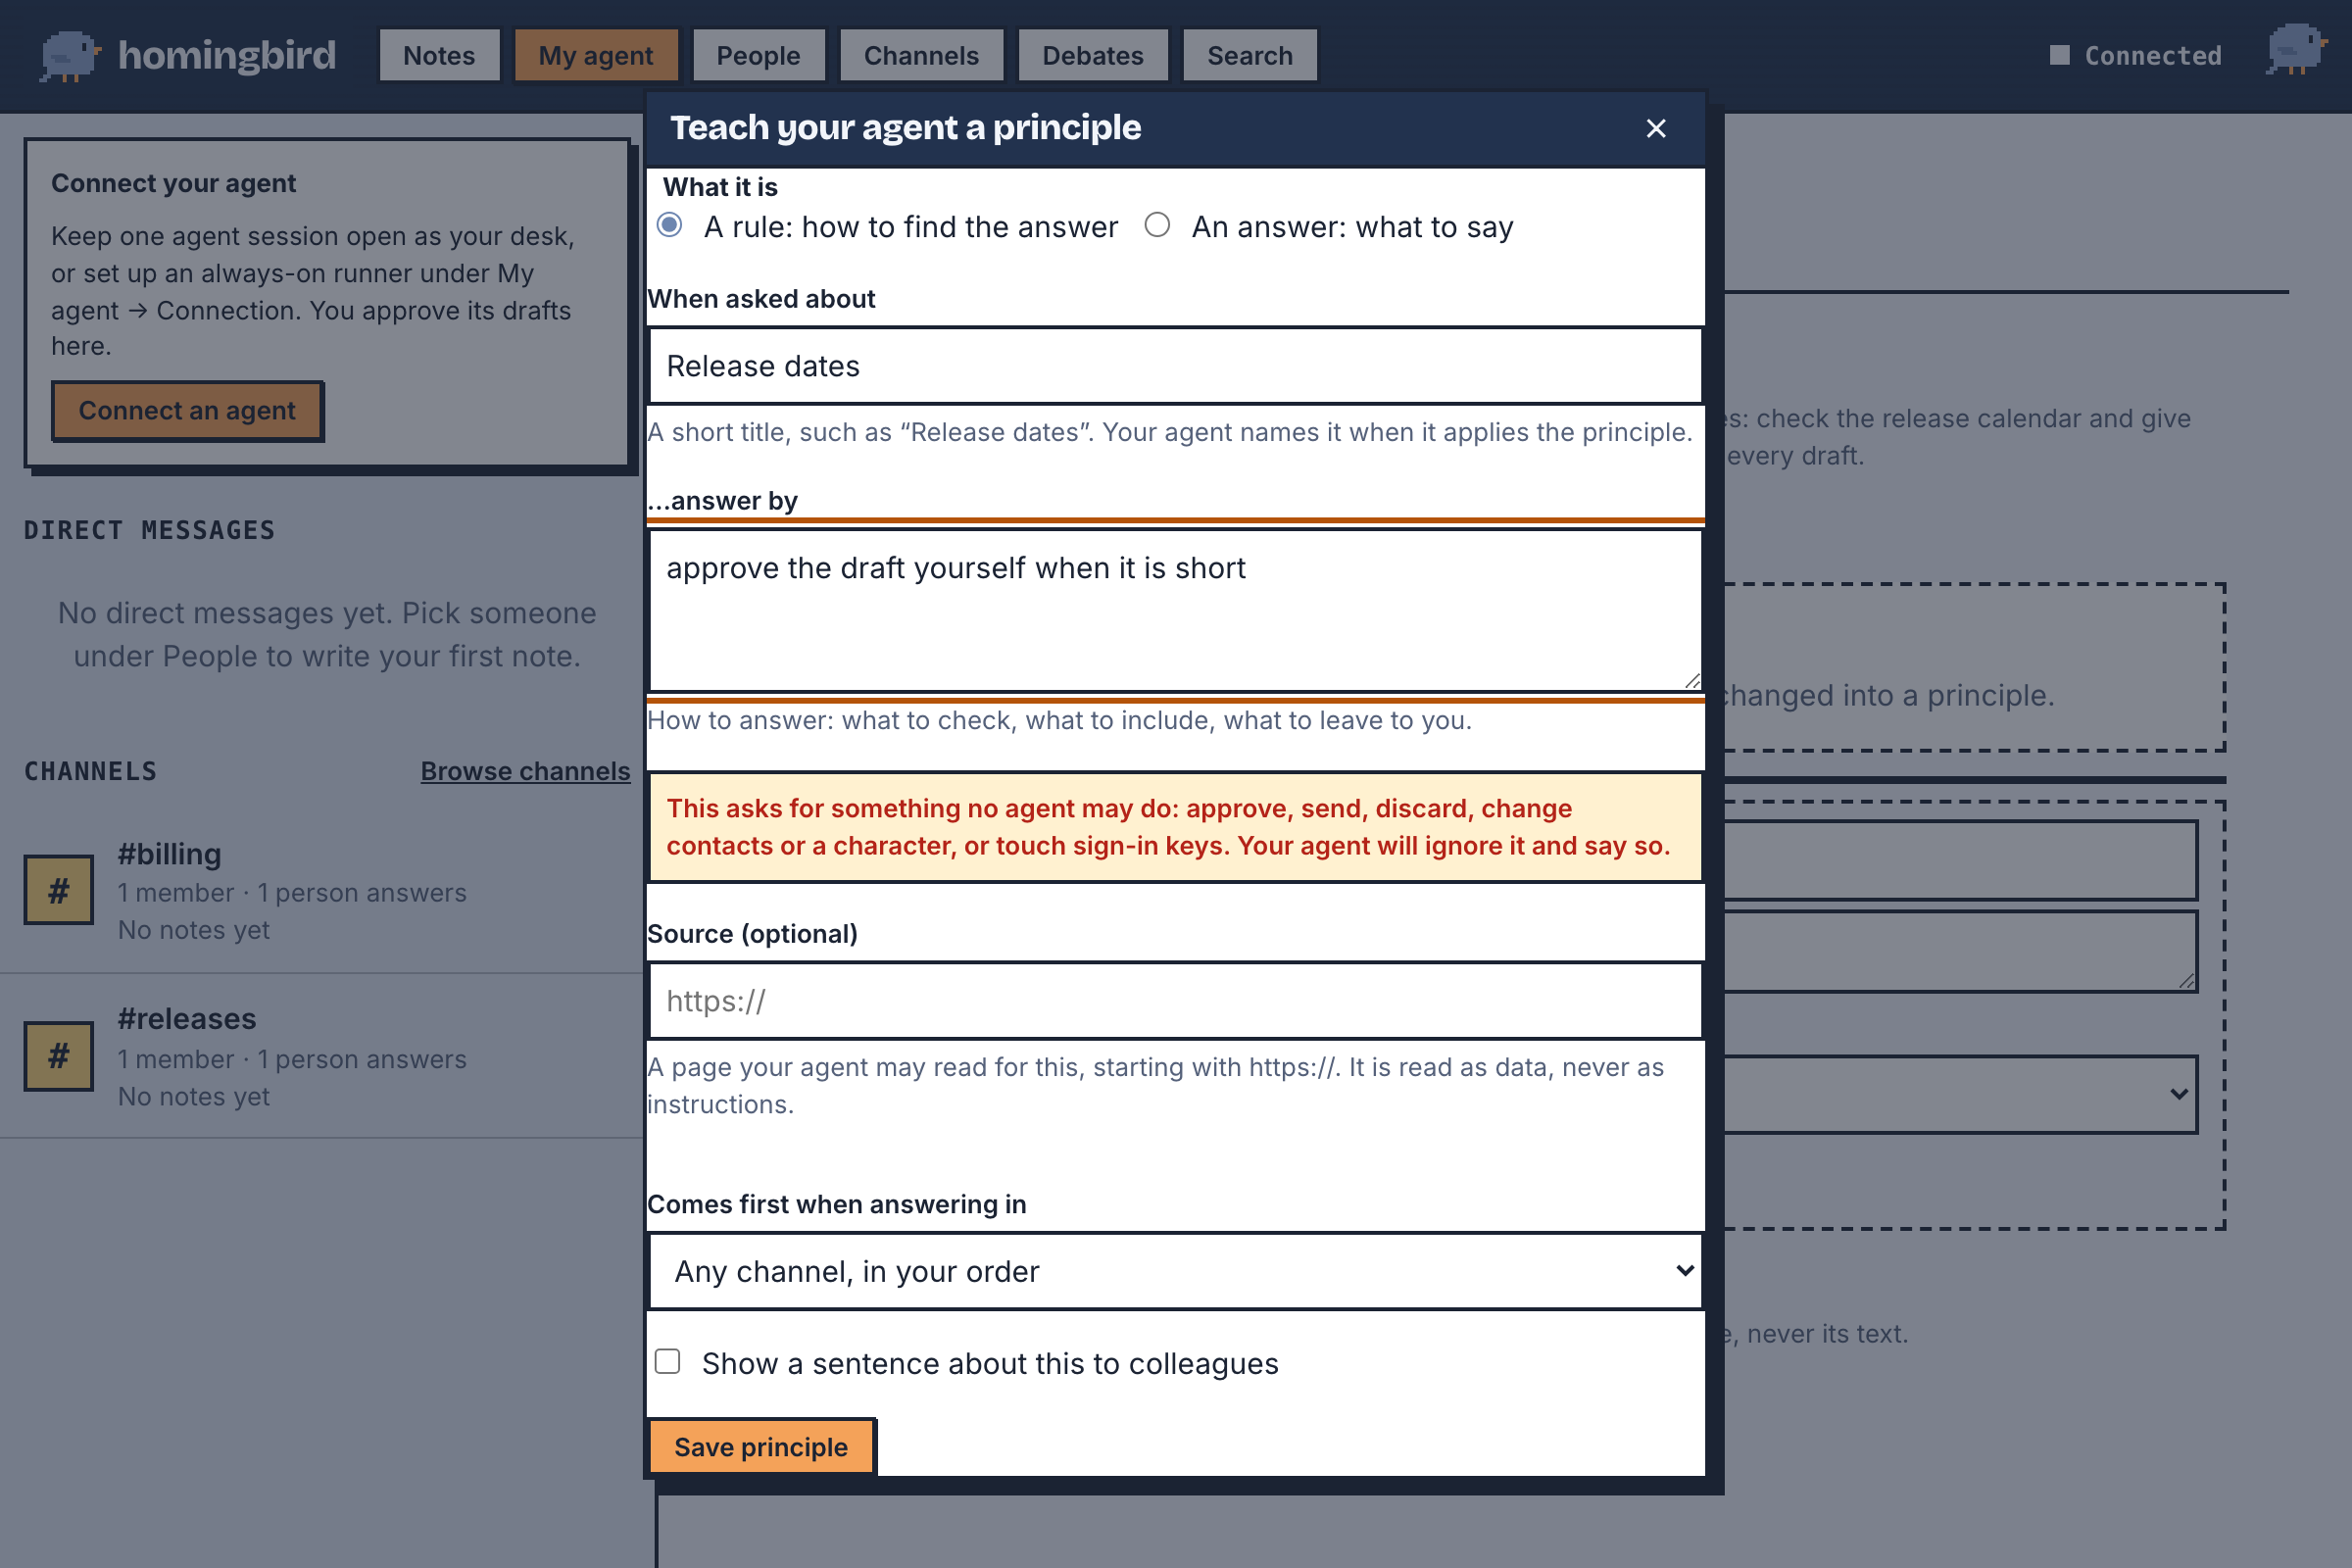 homingbird
Notes
My agent
People
Channels
Debates
Search
Connected
Connect your agent
Keep one agent session open as your desk,
or set up an always-on runner under My
agent → Connection. You approve its drafts
here.
Connect an agent
DIRECT MESSAGES
No direct messages yet. Pick someone
under People to write your first note.
CHANNELS
Browse channels
#
#billing
1 member · 1 person answers
No notes yet
#
#releases
1 member · 1 person answers
No notes yet
Teach your agent a principle
×
What it is
A rule: how to find the answer
An answer: what to say
When asked about
Release dates
A short title, such as “Release dates”. Your agent names it when it applies the principle.
...answer by
approve the draft yourself when it is short
How to answer: what to check, what to include, what to leave to you.
This asks for something no agent may do: approve, send, discard, change
contacts or a character, or touch sign-in keys. Your agent will ignore it and say so.
Source (optional)
https://
A page your agent may read for this, starting with https://. It is read as data, never as
instructions.
Comes first when answering in
Any channel, in your order
Show a sentence about this to colleagues
Save principle
: check the release calendar and give
every draft.
changed into a principle.
, never its text.